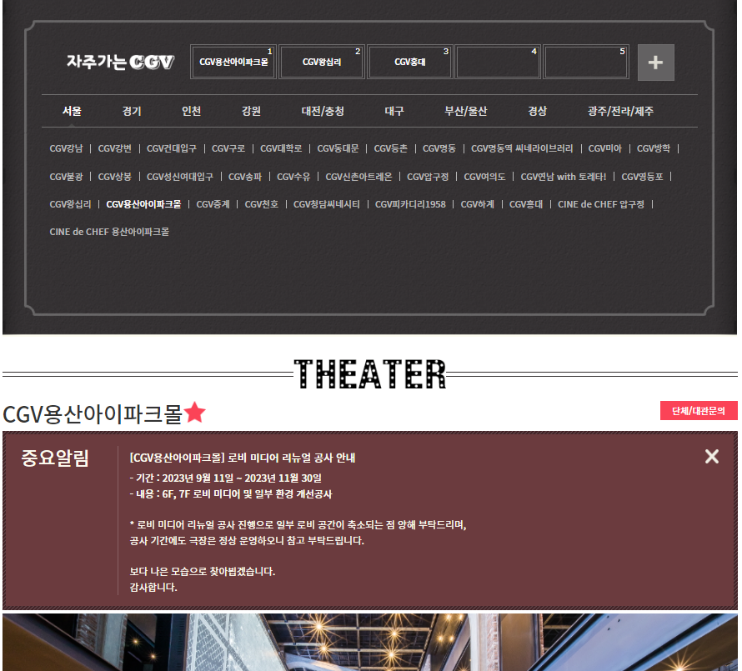 자주가는 CGV
CGV용산아이파크몰 1
CGV왕십리 2
CGV홍대 3
4
5
+
서울 경기 인천 강원 대전/충청 대구 부산/울산 경상 광주/전라/제주
CGV강남 | CGV강변 | CGV건대입구 | CGV구로 | CGV대학로 | CGV동대문 | CGV등촌 | CGV명동 | CGV명동역 씨네라이브러리 | CGV미아 | CGV방학 |
CGV불광 | CGV상봉 | CGV성신여대입구 | CGV송파 | CGV수유 | CGV신촌아트레온 | CGV압구정 | CGV여의도 | CGV연남 with 토레타! | CGV영등포 |
CGV왕십리 | CGV용산아이파크몰 | CGV중계 | CGV천호 | CGV청담씨네시티 | CGV피카디리1958 | CGV하계 | CGV홍대 | CINE de CHEF 압구정 |
CINE de CHEF 용산아이파크몰
THEATER
CGV용산아이파크몰
단체/대관문의
중요알림
[CGV용산아이파크몰] 로비 미디어 리뉴얼 공사 안내
- 기간 : 2023년 9월 11일 ~ 2023년 11월 30일
- 내용 : 6F, 7F 로비 미디어 및 일부 환경 개선공사
* 로비 미디어 리뉴얼 공사 진행으로 일부 로비 공간이 축소되는 점 양해 부탁드리며,
공사 기간에도 극장은 정상 운영하오니 참고 부탁드립니다.
보다 나은 모습으로 찾아뵙겠습니다.
감사합니다.